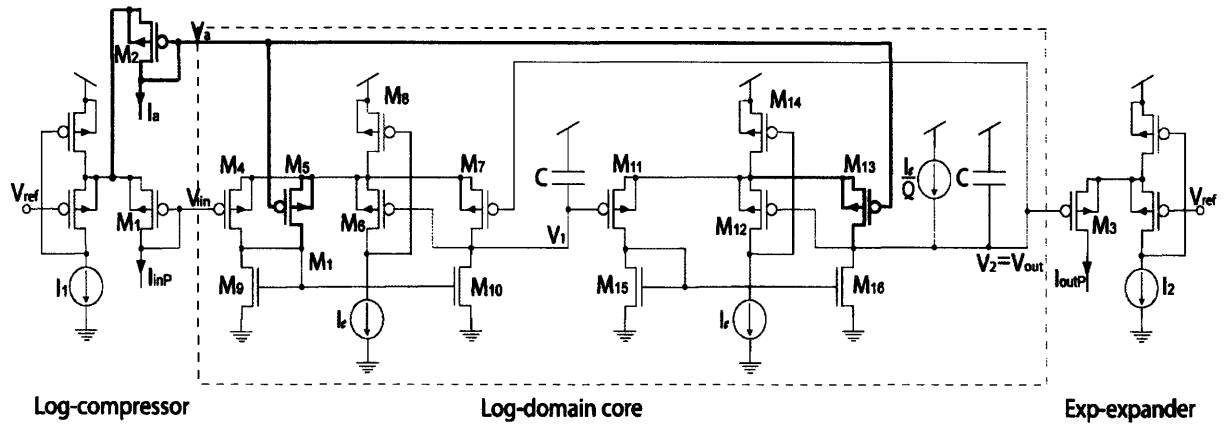 M2
Va
Ia
Vref
M1
IinP
I1
Vin
M4
M5
M8
M6
M7
M1
M9
M10
If
C
V1
M11
M14
M12
M13
M15
M16
If
If/Q
C
V2=Vout
M3
IoutP
Vref
I2
Log-compressor
Log-domain core
Exp-expander